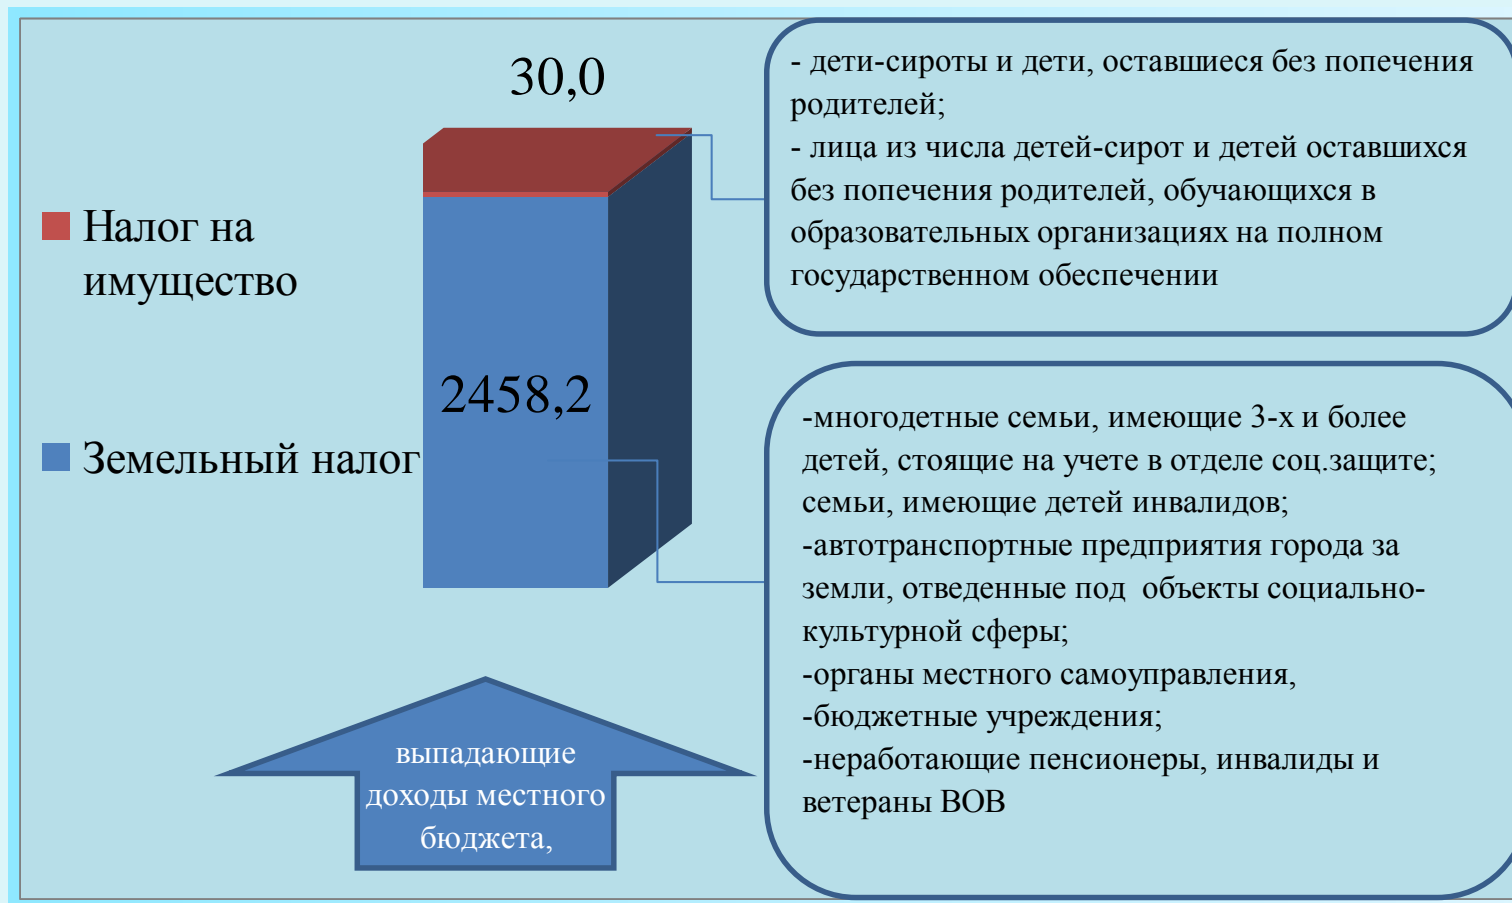 30,0
Налог на
имущество
2458,2
Земельный налог
- дети-сироты и дети, оставшиеся без попечения
родителей;
- лица из числа детей-сирот и детей оставшихся
без попечения родителей, обучающихся в
образовательных организациях на полном
государственном обеспечении
-многодетные семьи, имеющие 3-х и более
детей, стоящие на учете в отделе соц.защите;
семьи, имеющие детей инвалидов;
-автотранспортные предприятия города за
земли, отведенные под объекты социально-
культурной сферы;
-органы местного самоуправления,
-бюджетные учреждения;
-неработающие пенсионеры, инвалиды и
ветераны ВОВ
выпадающие
доходы местного
бюджета,